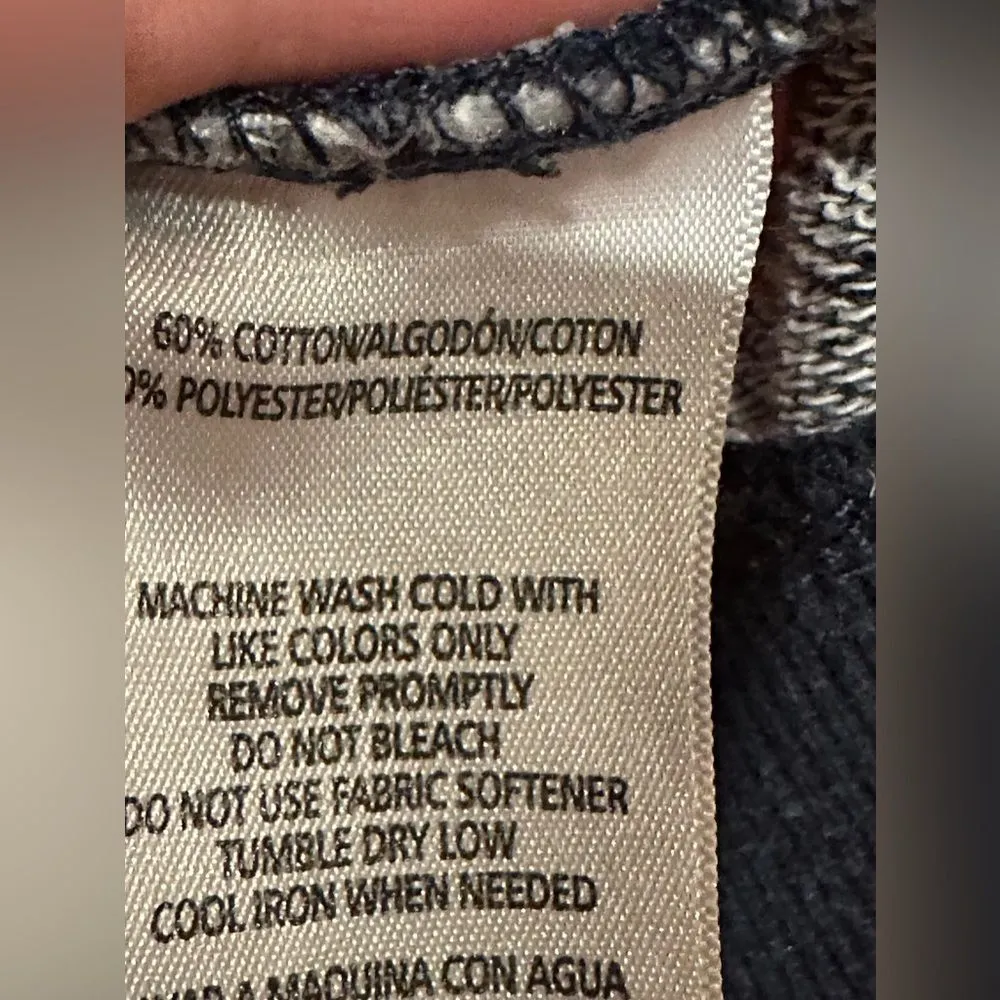 60% COTTON/ALGODÓN/COTON
0% POLYESTER/POLIÉSTER/POLYESTER
MACHINE WASH COLD WITH
LIKE COLORS ONLY
REMOVE PROMPTLY
DO NOT BLEACH
DO NOT USE FABRIC SOFTENER
TUMBLE DRY LOW
COOL IRON WHEN NEEDED
A MAQUINA CON AGUA